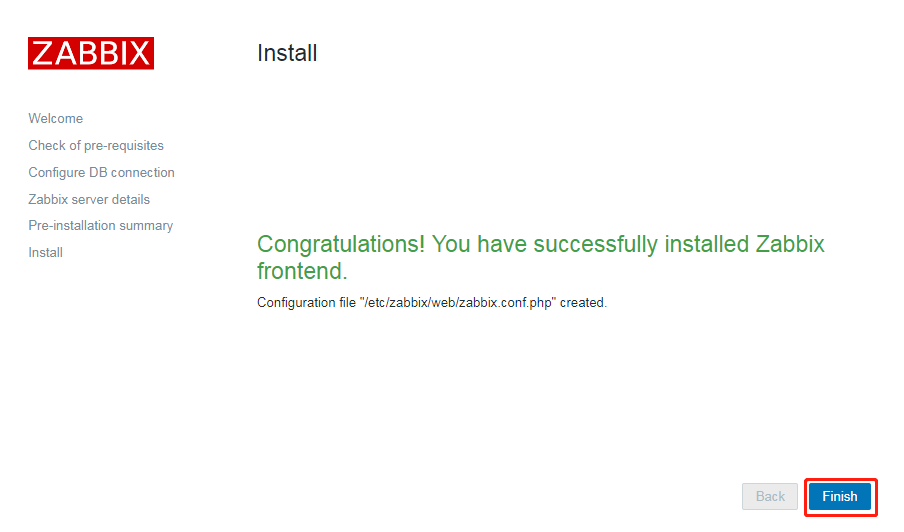 ZABBIX
Install
Welcome
Check of pre-requisites
Configure DB connection
Zabbix server details
Pre-installation summary
Install
Congratulations! You have successfully installed Zabbix
frontend.
Configuration file "/etc/zabbix/web/zabbix.conf.php" created.
Back
Finish